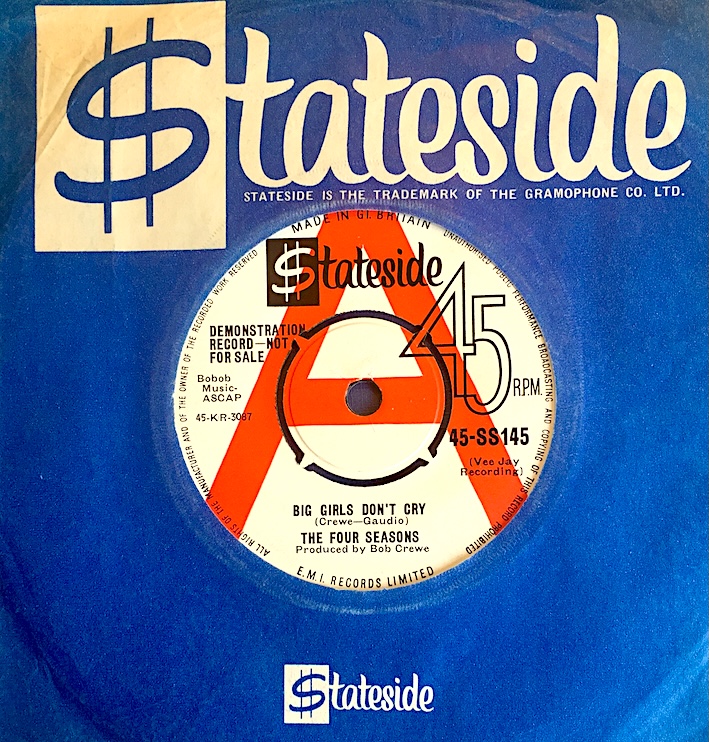 $tateside
STATESIDE IS THE TRADEMARK OF THE GRAMOPHONE CO. LTD.
MADE IN GT. BRITAIN
ALL RIGHTS OF THE MANUFACTURER AND OF THE OWNER OF THE RECORDED WORK RESERVED
UNAUTHORISED PUBLIC PERFORMANCE BROADCASTING AND COPYING OF THIS RECORD PROHIBITED
$tateside
A
45
R.P.M.
DEMONSTRATION
RECORD—NOT
FOR SALE
Bobob
Music-
ASCAP
45-KR-3087
45-SS145
(Vee Jay
Recording)
BIG GIRLS DON'T CRY
(Crewe—Gaudio)
THE FOUR SEASONS
Produced by Bob Crewe
E.M.I. RECORDS LIMITED
$tateside